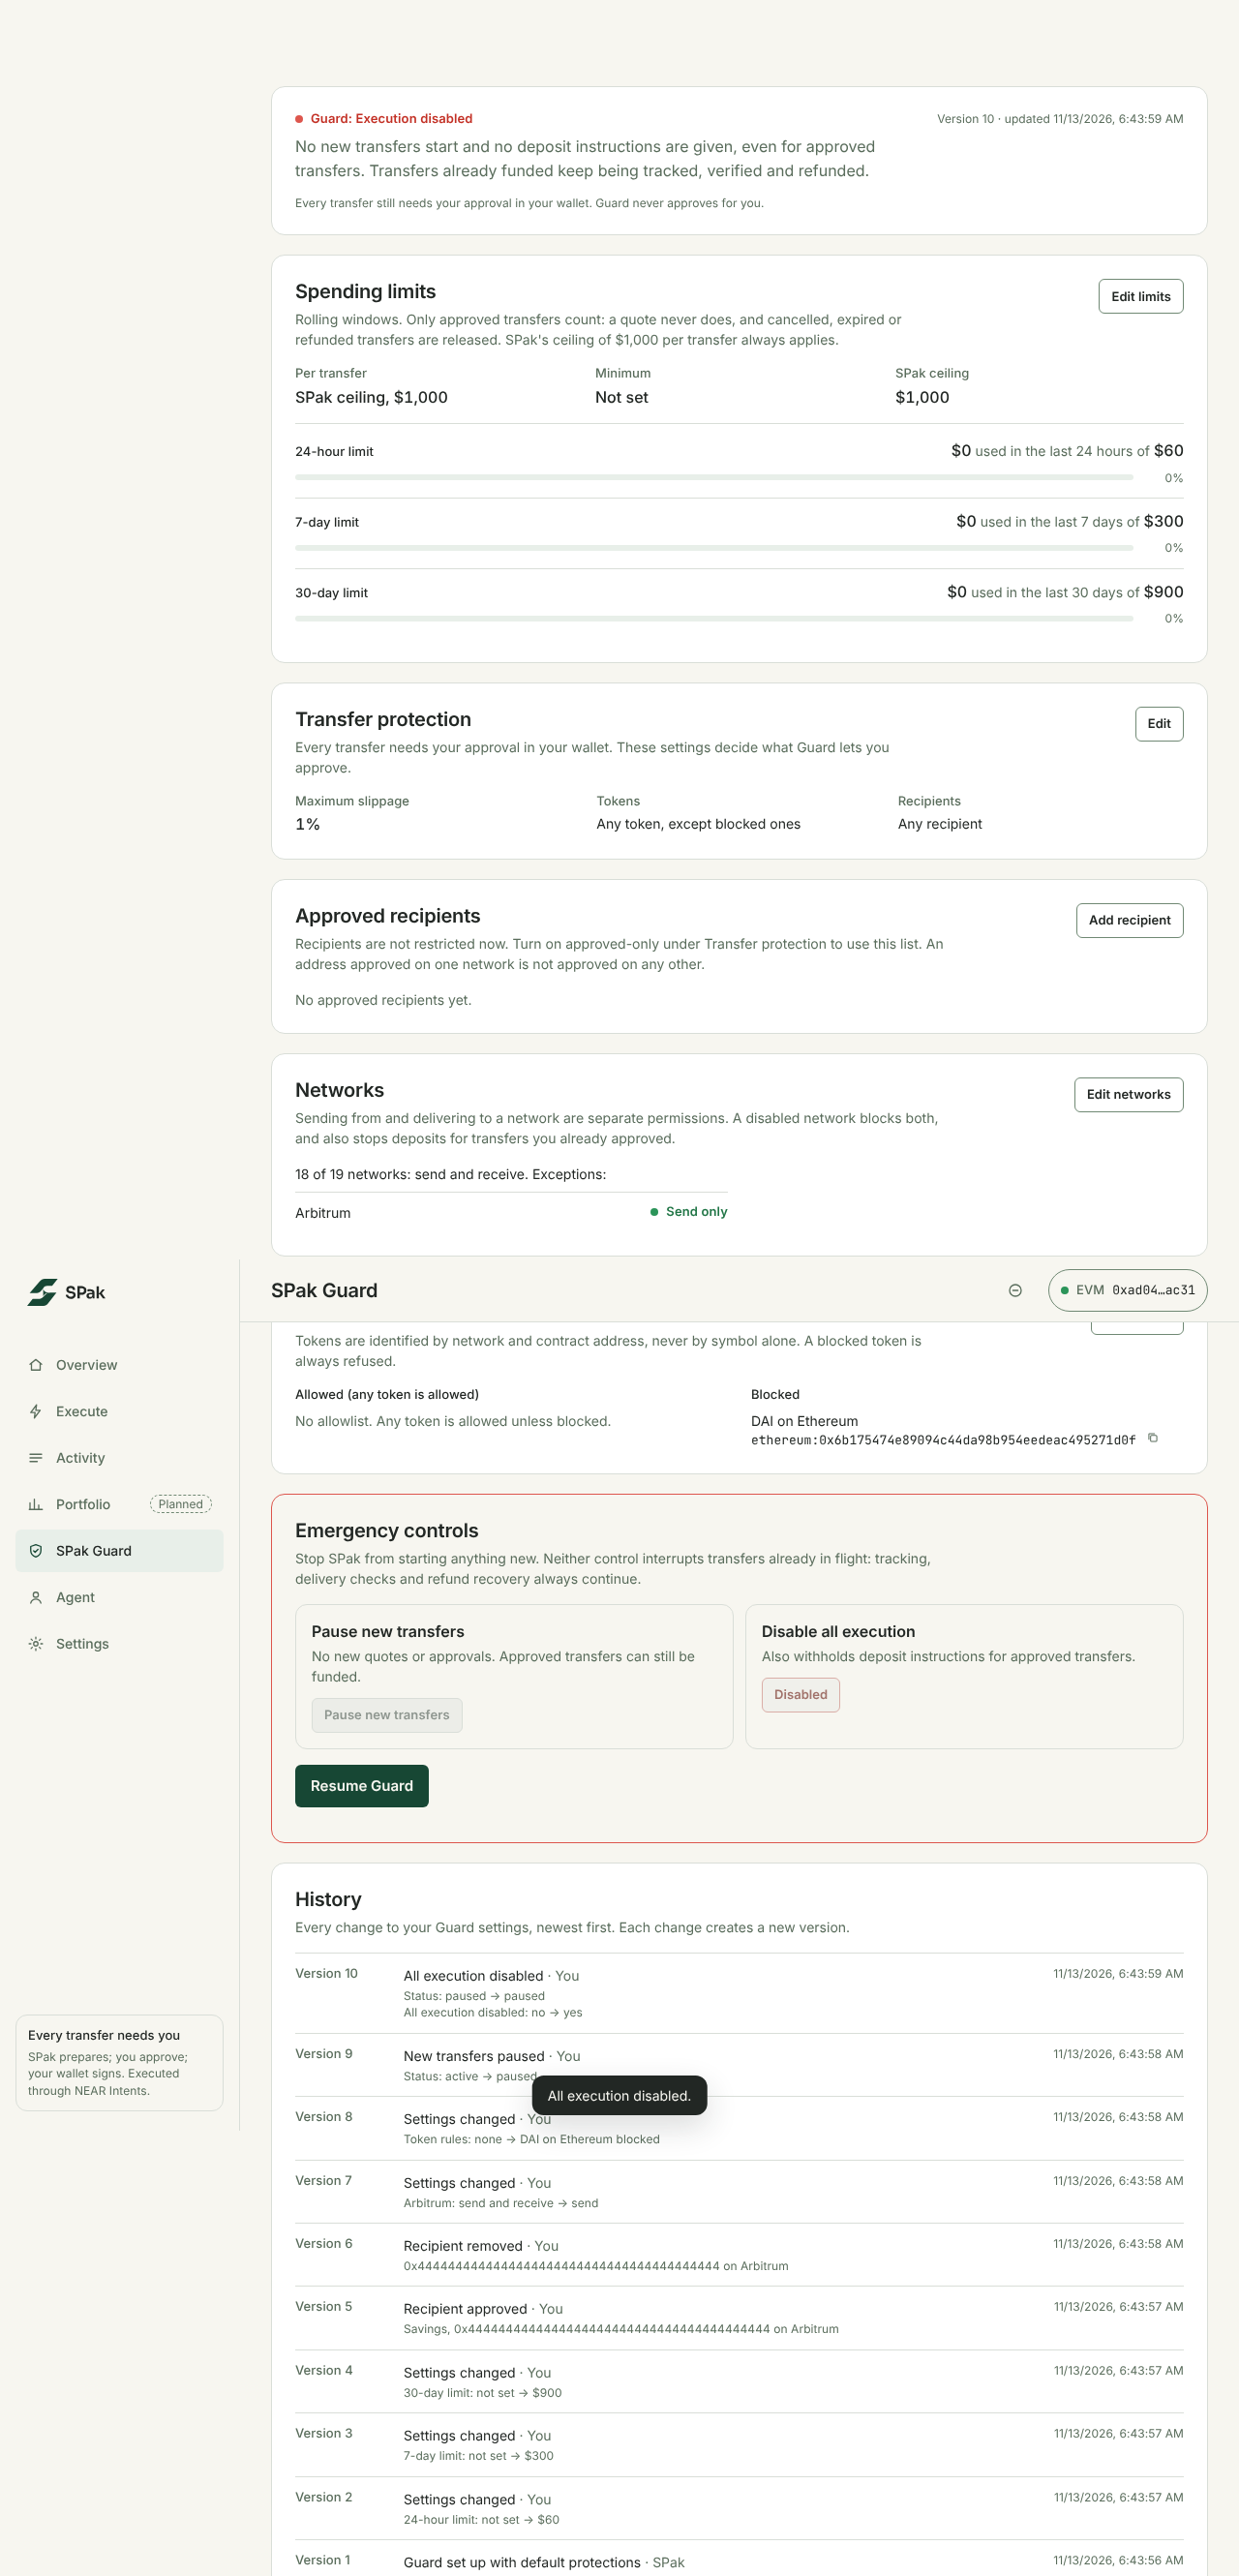 Guard: Execution disabled
Version 10 · updated 11/13/2026, 6:43:59 AM
No new transfers start and no deposit instructions are given, even for approved
transfers. Transfers already funded keep being tracked, verified and refunded.
Every transfer still needs your approval in your wallet. Guard never approves for you.
Spending limits
Edit limits
Rolling windows. Only approved transfers count: a quote never does, and cancelled, expired or
refunded transfers are released. SPak's ceiling of $1,000 per transfer always applies.
Per transfer
Minimum
SPak ceiling
SPak ceiling, $1,000
Not set
$1,000
24-hour limit
$0 used in the last 24 hours of $60
0%
7-day limit
$0 used in the last 7 days of $300
0%
30-day limit
$0 used in the last 30 days of $900
0%
Transfer protection
Edit
Every transfer needs your approval in your wallet. These settings decide what Guard lets you
approve.
Maximum slippage
Tokens
Recipients
1%
Any token, except blocked ones
Any recipient
Approved recipients
Add recipient
Recipients are not restricted now. Turn on approved-only under Transfer protection to use this list. An
address approved on one network is not approved on any other.
No approved recipients yet.
Networks
Edit networks
Sending from and delivering to a network are separate permissions. A disabled network blocks both,
and also stops deposits for transfers you already approved.
18 of 19 networks: send and receive. Exceptions:
Arbitrum
Send only
SPak
SPak Guard
EVM 0xad04…ac31
Overview
Execute
Activity
Portfolio
Planned
SPak Guard
Agent
Settings
Every transfer needs you
SPak prepares; you approve;
your wallet signs. Executed
through NEAR Intents.
Tokens are identified by network and contract address, never by symbol alone. A blocked token is
always refused.
Allowed (any token is allowed)
Blocked
No allowlist. Any token is allowed unless blocked.
DAI on Ethereum
ethereum:0x6b175474e89094c44da98b954eedeac495271d0f
Emergency controls
Stop SPak from starting anything new. Neither control interrupts transfers already in flight: tracking,
delivery checks and refund recovery always continue.
Pause new transfers
No new quotes or approvals. Approved transfers can still be
funded.
Pause new transfers
Disable all execution
Also withholds deposit instructions for approved transfers.
Disabled
Resume Guard
History
Every change to your Guard settings, newest first. Each change creates a new version.
Version 10
All execution disabled · You
11/13/2026, 6:43:59 AM
Status: paused → paused
All execution disabled: no → yes
Version 9
New transfers paused · You
11/13/2026, 6:43:58 AM
Status: active → paused
All execution disabled.
Version 8
Settings changed · You
11/13/2026, 6:43:58 AM
Token rules: none → DAI on Ethereum blocked
Version 7
Settings changed · You
11/13/2026, 6:43:58 AM
Arbitrum: send and receive → send
Version 6
Recipient removed · You
11/13/2026, 6:43:58 AM
0x4444444444444444444444444444444444444444 on Arbitrum
Version 5
Recipient approved · You
11/13/2026, 6:43:57 AM
Savings, 0x4444444444444444444444444444444444444444 on Arbitrum
Version 4
Settings changed · You
11/13/2026, 6:43:57 AM
30-day limit: not set → $900
Version 3
Settings changed · You
11/13/2026, 6:43:57 AM
7-day limit: not set → $300
Version 2
Settings changed · You
11/13/2026, 6:43:57 AM
24-hour limit: not set → $60
Version 1
Guard set up with default protections · SPak
11/13/2026, 6:43:56 AM